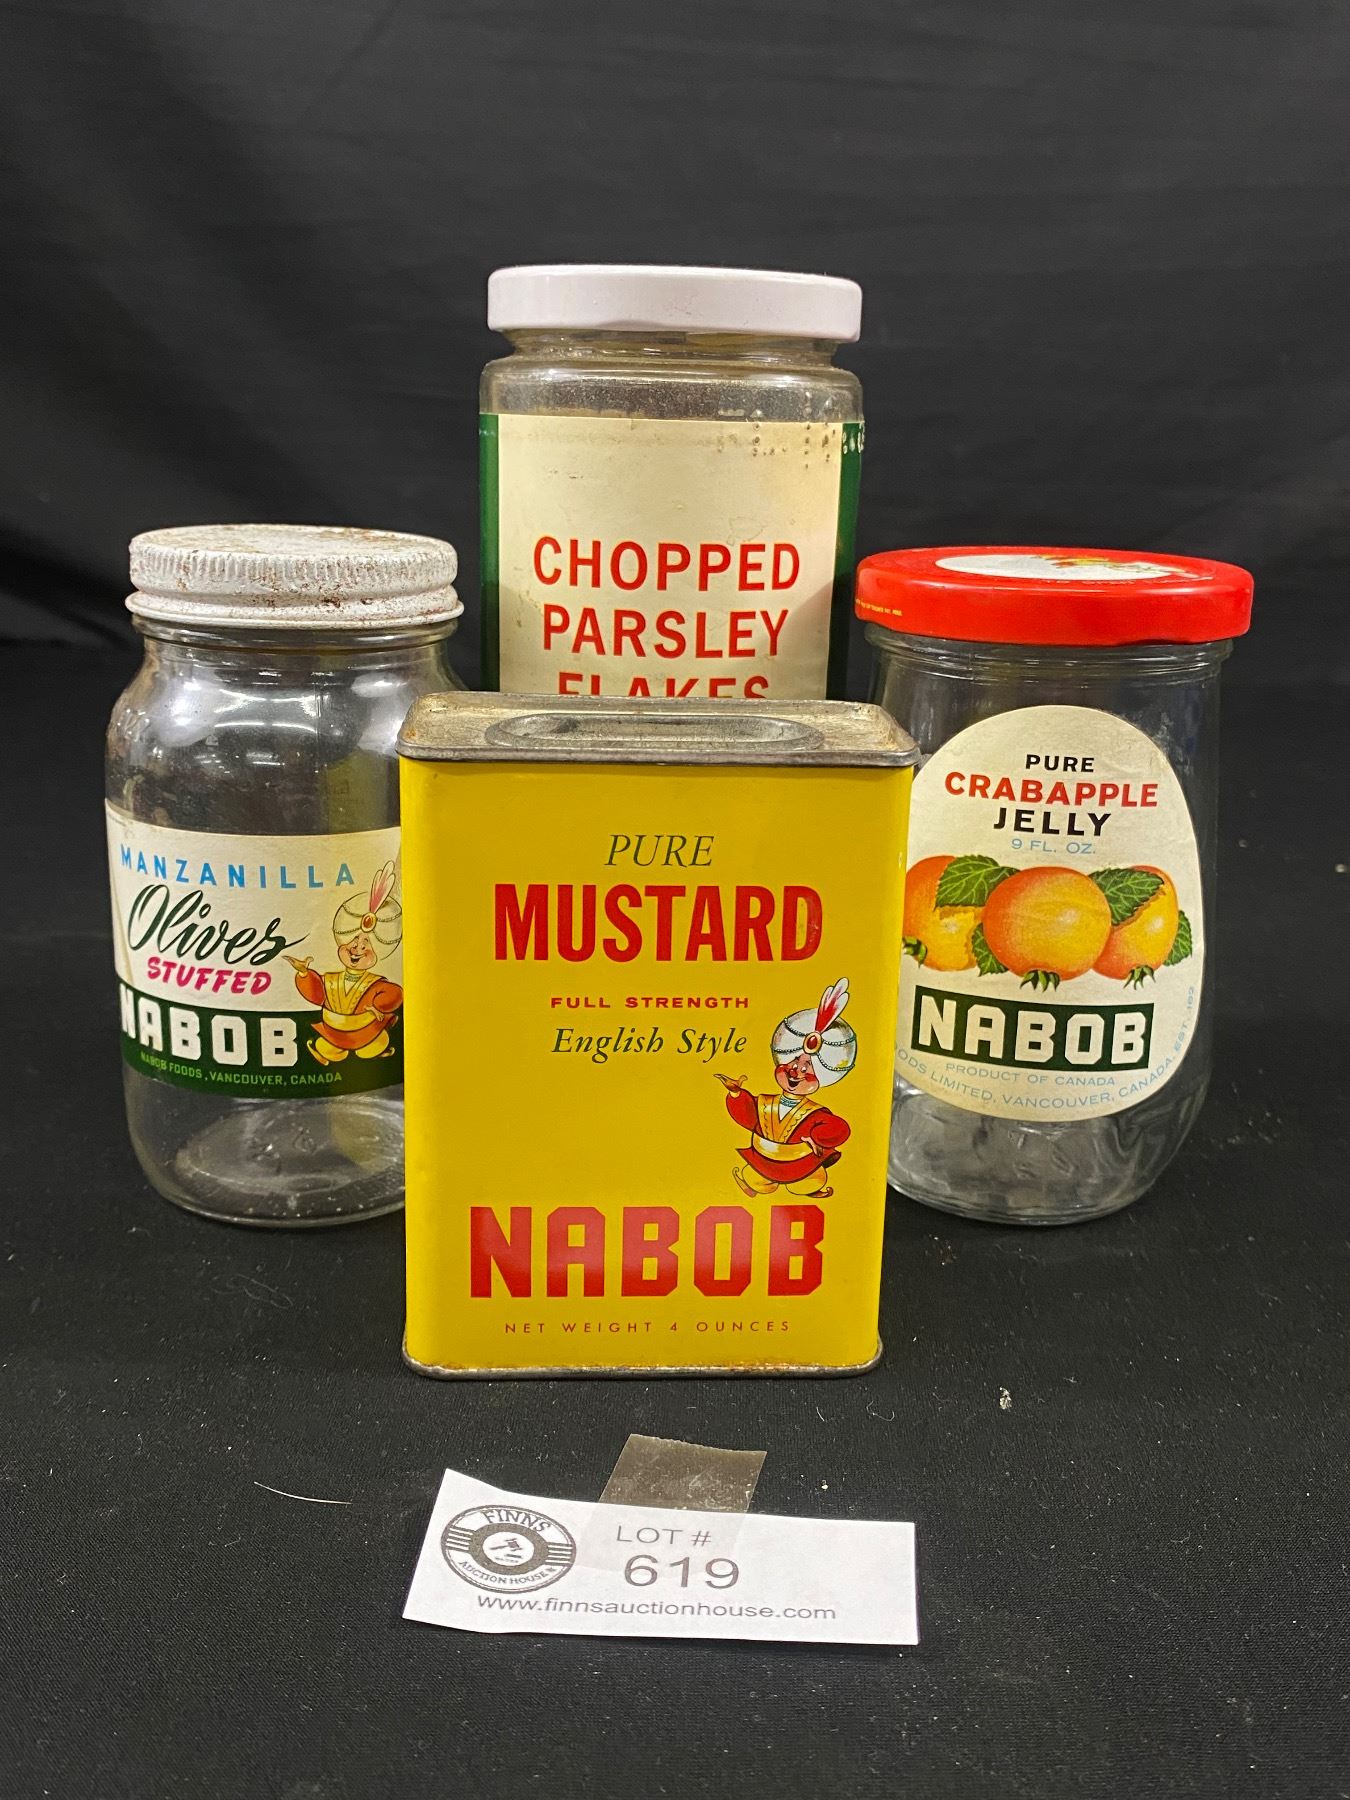 CHOPPED
PARSLEY
FLAKES
MANZANILLA
Olives
STUFFED
NABOB
NABOB FOODS, VANCOUVER, CANADA
PURE
MUSTARD
FULL STRENGTH
English Style
NABOB
NET WEIGHT 4 OUNCES
PURE
CRABAPPLE
JELLY
9 FL. OZ.
NABOB
PRODUCT OF CANADA
LIMITED, VANCOUVER, CANADA, EST.
FINNS
AUCTION HOUSE
LOT #
619
www.finnsauctionhouse.com